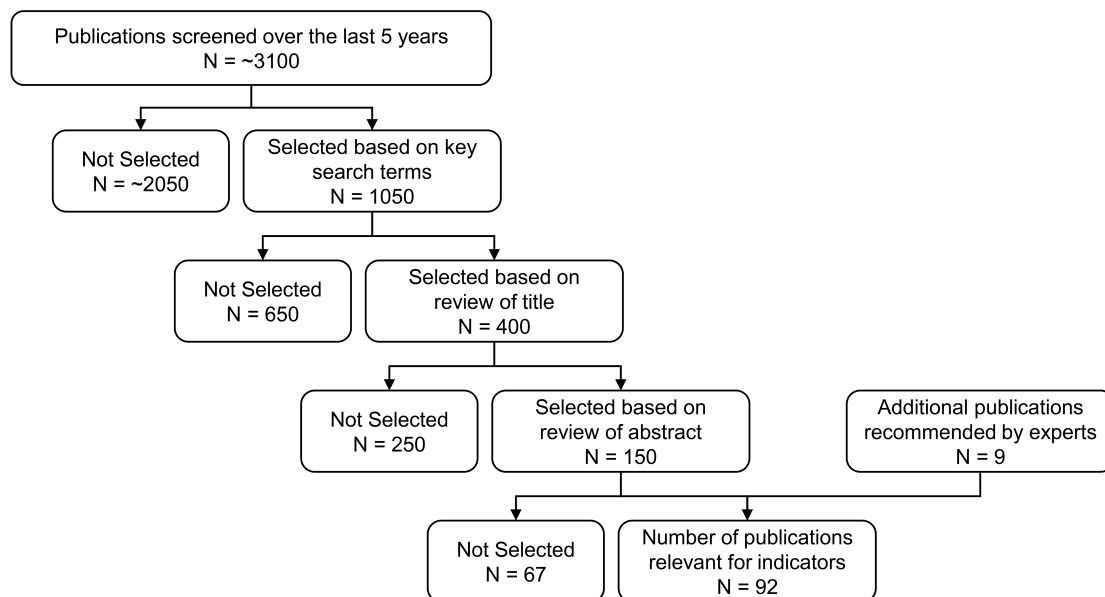 Publications screened over the last 5 years
N = ~3100
Not Selected
N = ~2050
Selected based on key
search terms
N = 1050
Not Selected
N = 650
Selected based on
review of title
N = 400
Not Selected
N = 250
Selected based on
review of abstract
N = 150
Additional publications
recommended by experts
N = 9
Not Selected
N = 67
Number of publications
relevant for indicators
N = 92